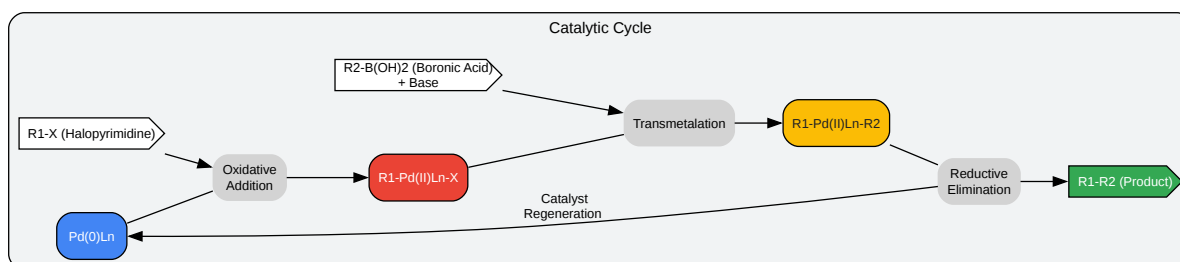 Catalytic Cycle
R2-B(OH)2 (Boronic Acid)
+ Base
R1-X (Halopyrimidine)
Transmetalation
R1-Pd(II)Ln-R2
Oxidative
Addition
R1-Pd(II)Ln-X
Reductive
Elimination
R1-R2 (Product)
Catalyst
Regeneration
Pd(0)Ln